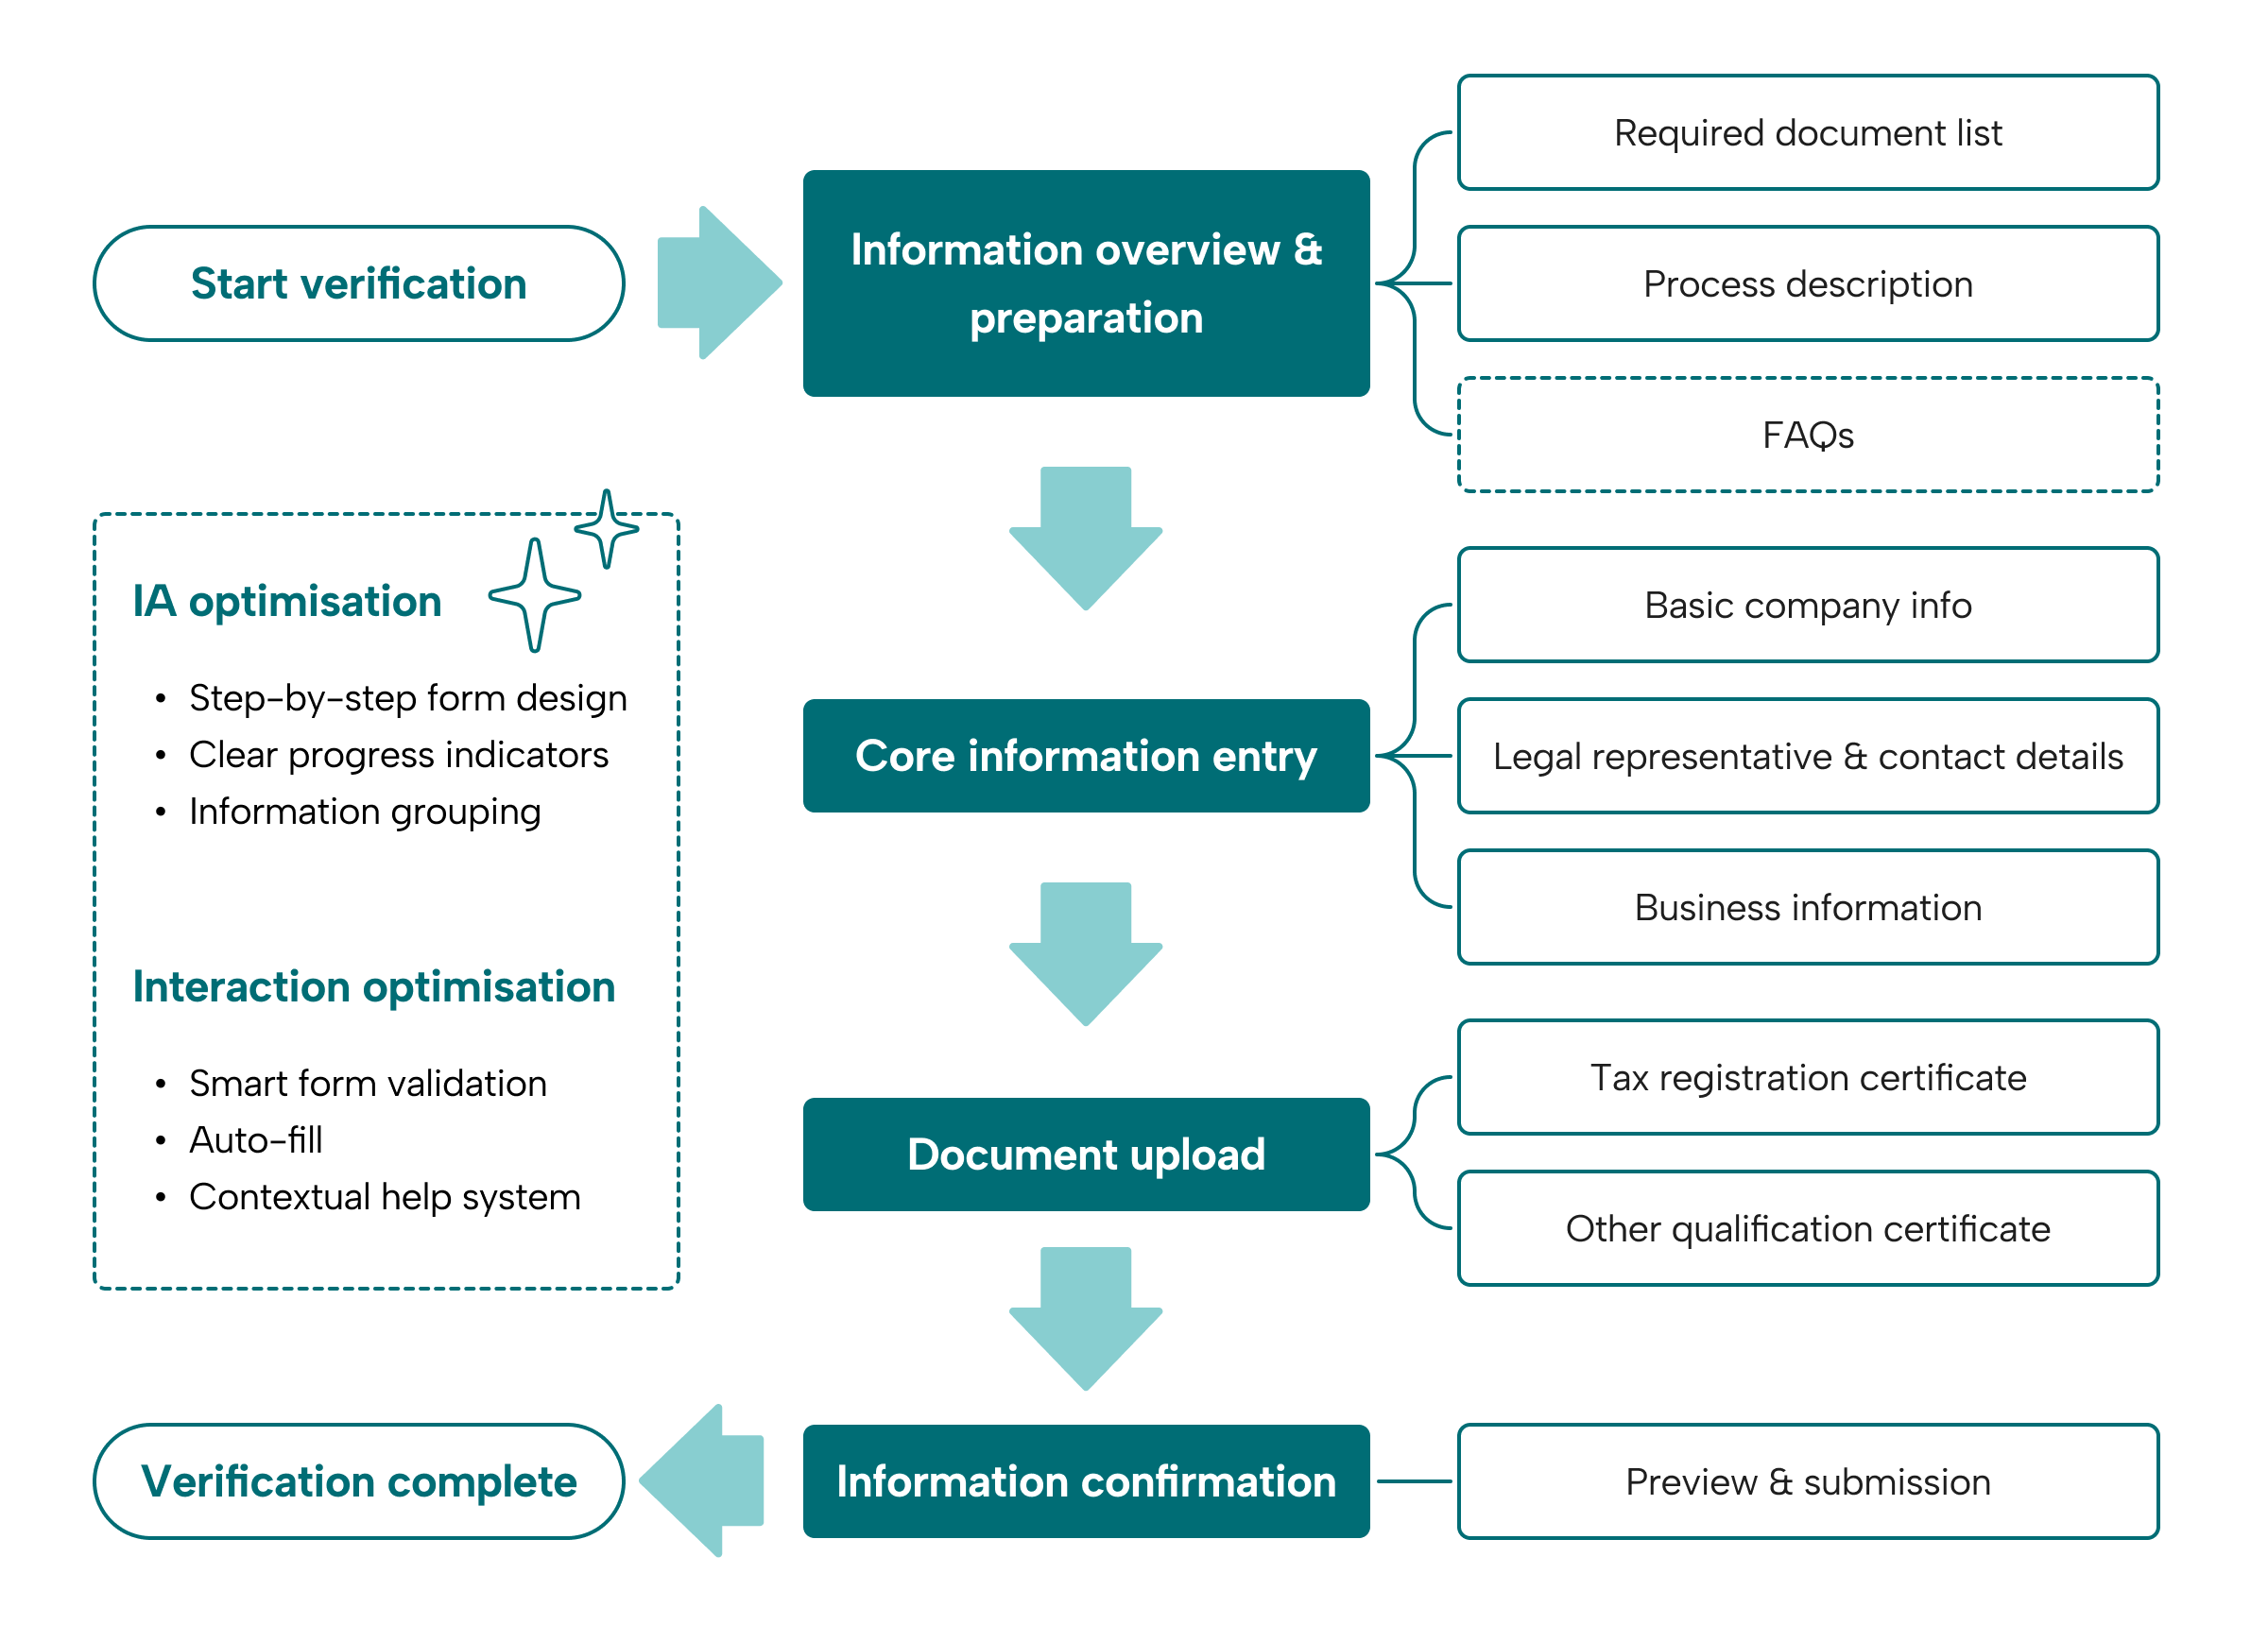 Start verification
Information overview &
preparation
Required document list
Process description
FAQs
IA optimisation
• Step-by-step form design
• Clear progress indicators
• Information grouping
Interaction optimisation
• Smart form validation
• Auto-fill
• Contextual help system
Core information entry
Basic company info
Legal representative & contact details
Business information
Document upload
Tax registration certificate
Other qualification certificate
Information confirmation
Preview & submission
Verification complete